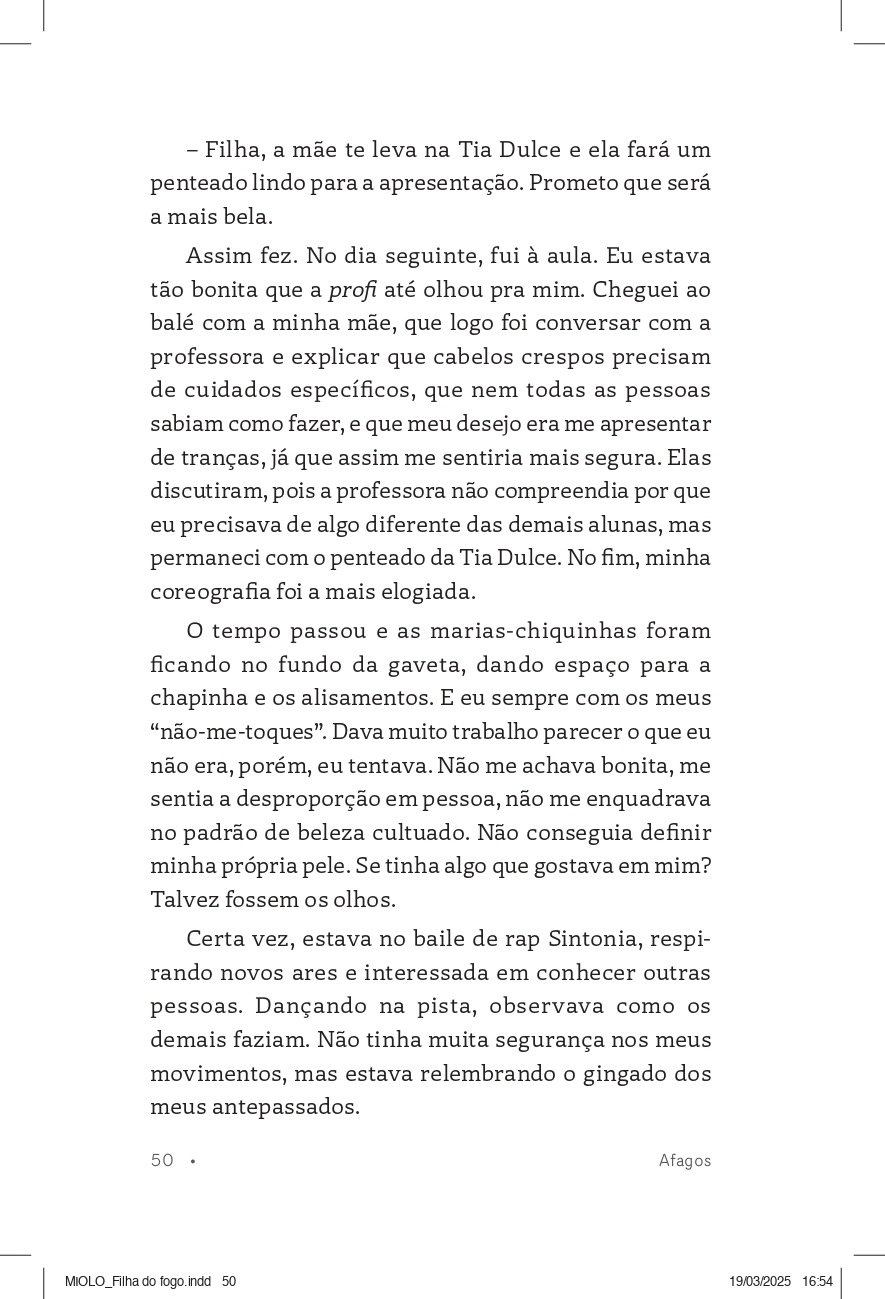 – Filha, a mãe te leva na Tia Dulce e ela fará um
penteado lindo para a apresentação. Prometo que será
a mais bela.
Assim fez. No dia seguinte, fui à aula. Eu estava
tão bonita que a profi até olhou pra mim. Cheguei ao
balé com a minha mãe, que logo foi conversar com a
professora e explicar que cabelos crespos precisam
de cuidados específicos, que nem todas as pessoas
sabiam como fazer, e que meu desejo era me apresentar
de tranças, já que assim me sentiria mais segura. Elas
discutiram, pois a professora não compreendia por que
eu precisava de algo diferente das demais alunas, mas
permaneci com o penteado da Tia Dulce. No fim, minha
coreografia foi a mais elogiada.
O tempo passou e as marias-chiquinhas foram
ficando no fundo da gaveta, dando espaço para a
chapinha e os alisamentos. E eu sempre com os meus
“não-me-toques”. Dava muito trabalho parecer o que eu
não era, porém, eu tentava. Não me achava bonita, me
sentia a desproporção em pessoa, não me enquadrava
no padrão de beleza cultuado. Não conseguia definir
minha própria pele. Se tinha algo que gostava em mim?
Talvez fossem os olhos.
Certa vez, estava no baile de rap Sintonia, respi-
rando novos ares e interessada em conhecer outras
pessoas. Dançando na pista, observava como os
demais faziam. Não tinha muita segurança nos meus
movimentos, mas estava relembrando o gingado dos
meus antepassados.
50 • Afagos
MIOLO_Filha do fogo.indd 50 19/03/2025 16:54